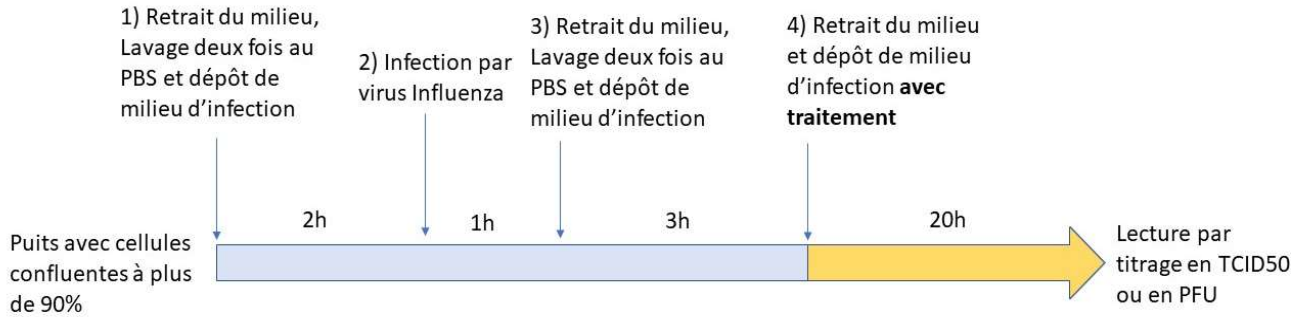 1) Retrait du milieu,
Lavage deux fois au
PBS et dépôt de
milieu d’infection
2) Infection par
virus Influenza
3) Retrait du milieu,
Lavage deux fois au
PBS et dépôt de
milieu d’infection
4) Retrait du milieu
et dépôt de milieu
d’infection avec
traitement
2h
1h
3h
20h
Puits avec cellules
confluentes à plus
de 90%
Lecture par
titrage en TCID50
ou en PFU